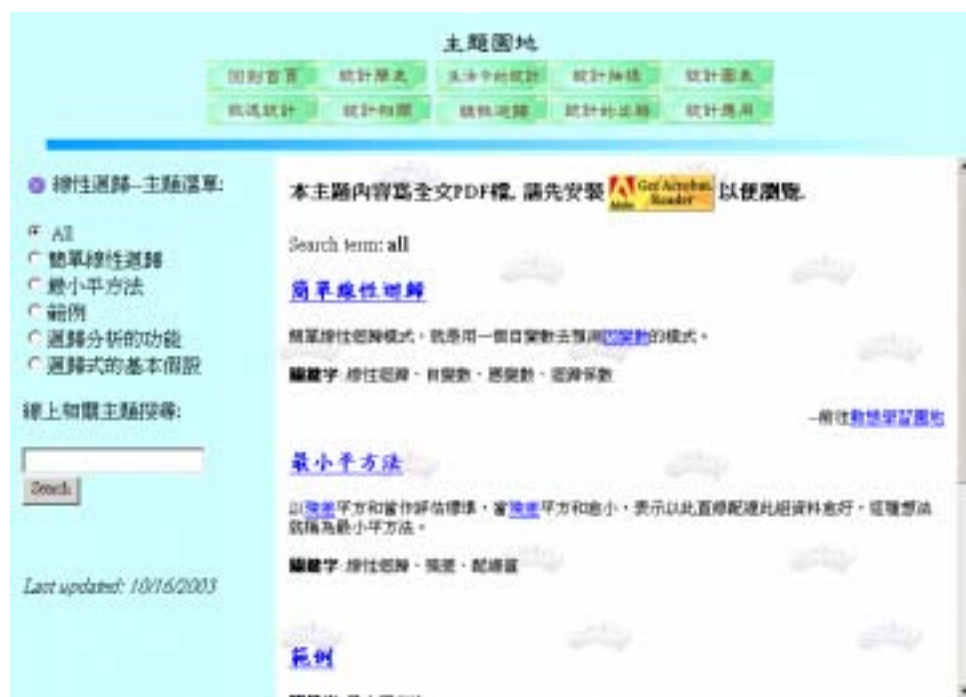 主題園地
回到首頁 統計簡史 生活中的統計 統計抽樣 統計圖表
敘述統計 統計相關 線性迴歸 統計的出路 統計應用
線性迴歸--主題選單:
All
簡單線性迴歸
最小平方法
範例
迴歸分析的功能
迴歸式的基本假設
線上相關主題搜尋:
Search
Last updated: 10/16/2003
本主題內容為全文PDF檔, 請先安裝 Get Acrobat Reader Adobe 以便瀏覽.
Search term: all
簡單線性迴歸
簡單線性迴歸模式，就是用一個自變數去預測因變數的模式。
關鍵字:線性迴歸、自變數、應變數、迴歸係數
--前往動態學習園地
最小平方法
以殘差平方和當作評估標準，當殘差平方和愈小，表示以此直線配適此組資料愈好，這種想法
就稱為最小平方法。
關鍵字:線性迴歸、殘差、配適值
範例